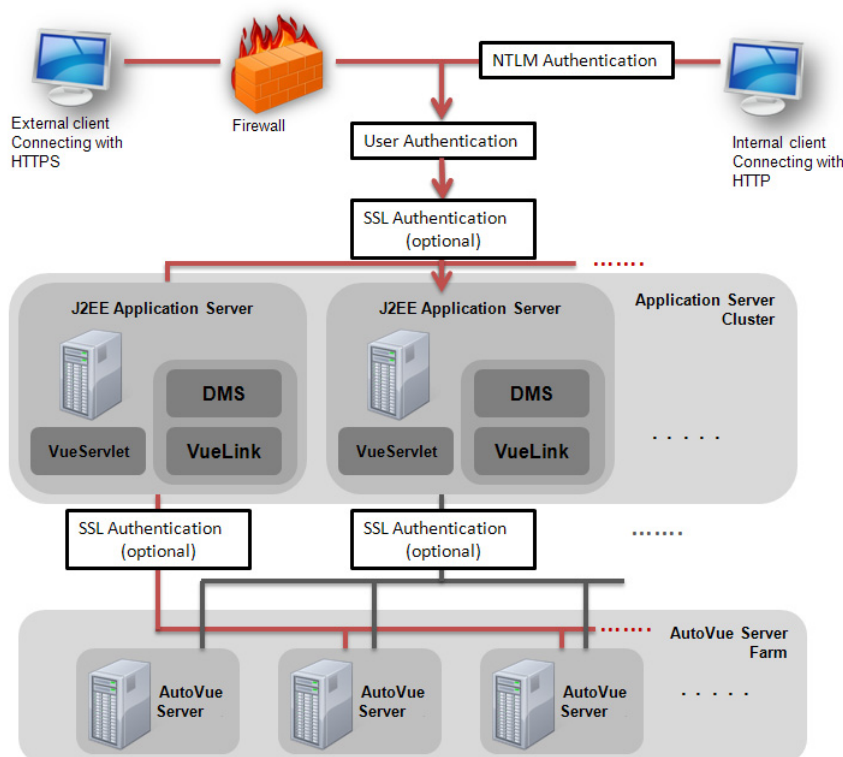 NTLM Authentication
External client
Connecting with
HTTPS
Firewall
Internal client
Connecting with
HTTP
User Authentication
SSL Authentication
(optional)
.......
J2EE Application Server
J2EE Application Server
Application Server
Cluster
DMS
DMS
VueServlet
VueLink
VueServlet
VueLink
. . . . .
SSL Authentication
(optional)
SSL Authentication
(optional)
.......
.......
AutoVue Server
Farm
AutoVue
Server
AutoVue
Server
AutoVue
Server
. . . . .